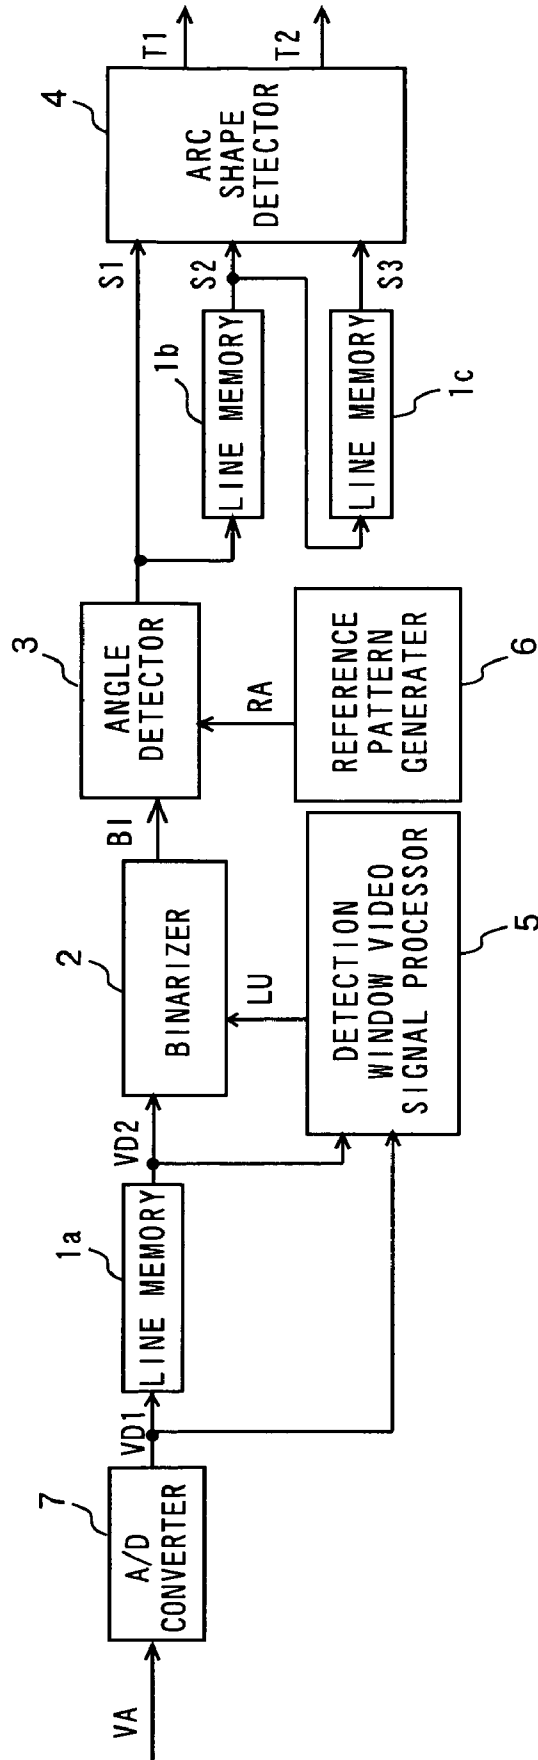 VA
7
A/D
CONVERTER
VD1
1a
LINE MEMORY
VD2
2
BINARIZER
LU
DETECTION
WINDOW VIDEO
SIGNAL PROCESSOR
5
BI
3
ANGLE
DETECTOR
RA
REFERENCE
PATTERN
GENERATER
6
S1
1b
LINE MEMORY
S2
LINE MEMORY
1c
S3
4
ARC
SHAPE
DETECTOR
T1
T2